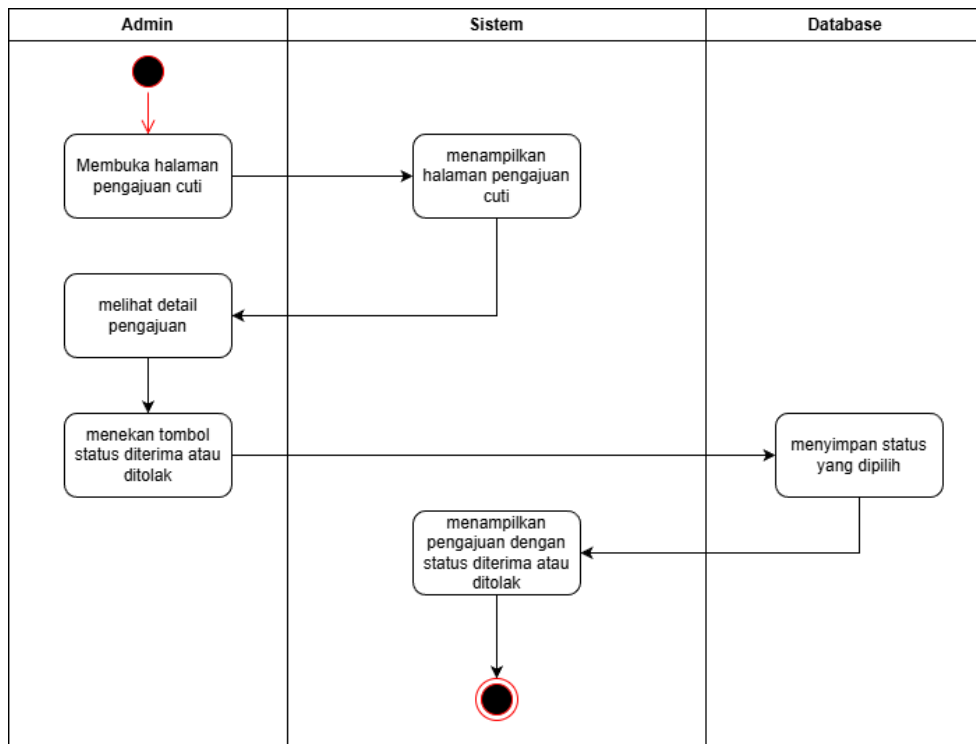 Admin
Sistem
Database
Membuka halaman
pengajuan cuti
menampilkan
halaman pengajuan
cuti
melihat detail
pengajuan
menekan tombol
status diterima atau
ditolak
menyimpan status
yang dipilih
menampilkan
pengajuan dengan
status diterima atau
ditolak